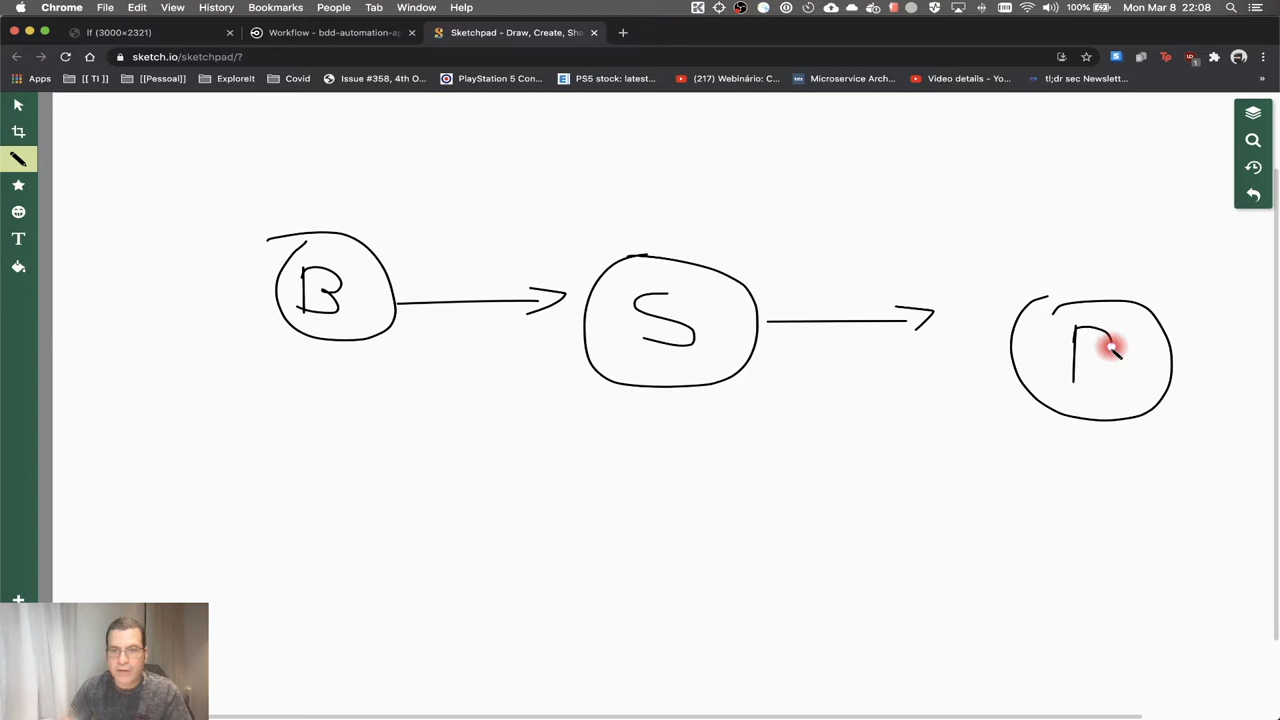 Chrome File Edit View History Bookmarks People Tab Window Help 100% Mon Mar 8 22:08
lf (3000×2321) Workflow - bdd-automation-ap Sketchpad - Draw, Create, Sha
sketch.io/sketchpad/?
Apps [[ TI ]] [[Pessoal] ExploreIt Covid Issue #358, 4th O... PlayStation 5 Con... PS5 stock: latest... (217) Webinário: C... Microservice Arch... Video details - Yo... tl;dr sec Newslett... »
B S P